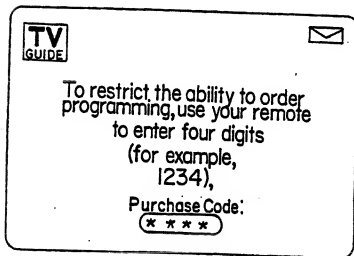 TV
GUIDE
To restrict the ability to order
programming, use your remote
to enter four digits
(for example,
1234),
Purchase Code:
* * * *